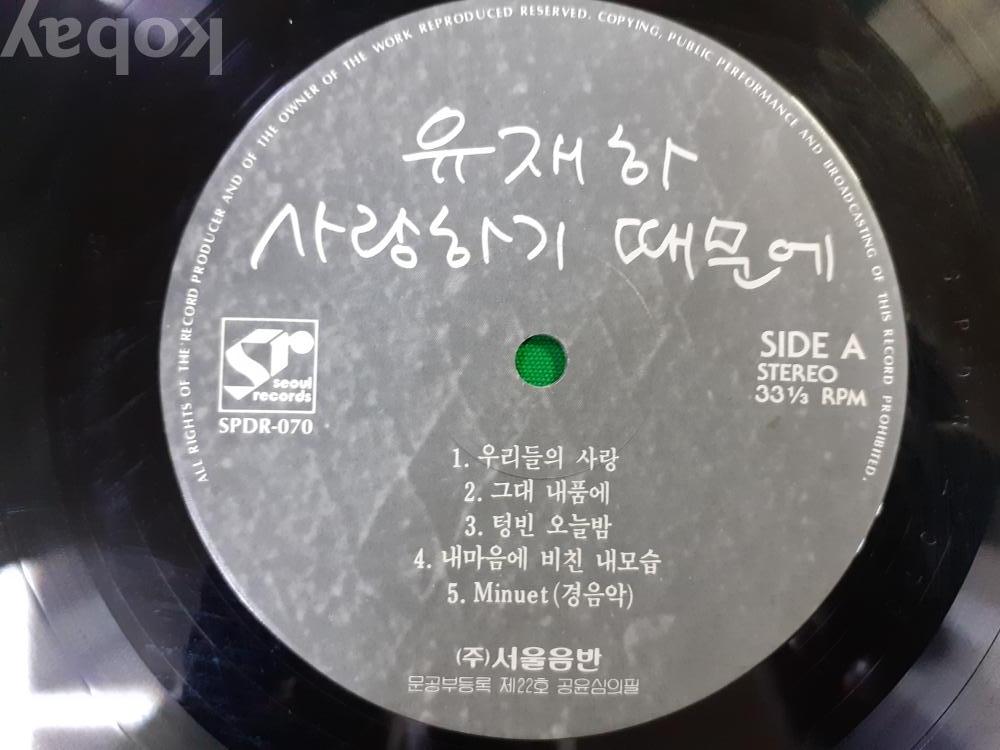 kobay
ALL RIGHTS OF THE RECORD PRODUCER AND OF THE OWNER OF THE WORK REPRODUCED RESERVED. COPYING, PUBLIC PERFORMANCE AND BROADCASTING OF THIS RECORD PROHIBITED.
유재하
사랑하기 때문에
Sr
seoul
records
SPDR-070
SIDE A
STEREO
33⅓ RPM
1. 우리들의 사랑
2. 그대 내품에
3. 텅빈 오늘밤
4. 내마음에 비친 내모습
5. Minuet(경음악)
(주)서울음반
문공부등록 제22호 공윤심의필